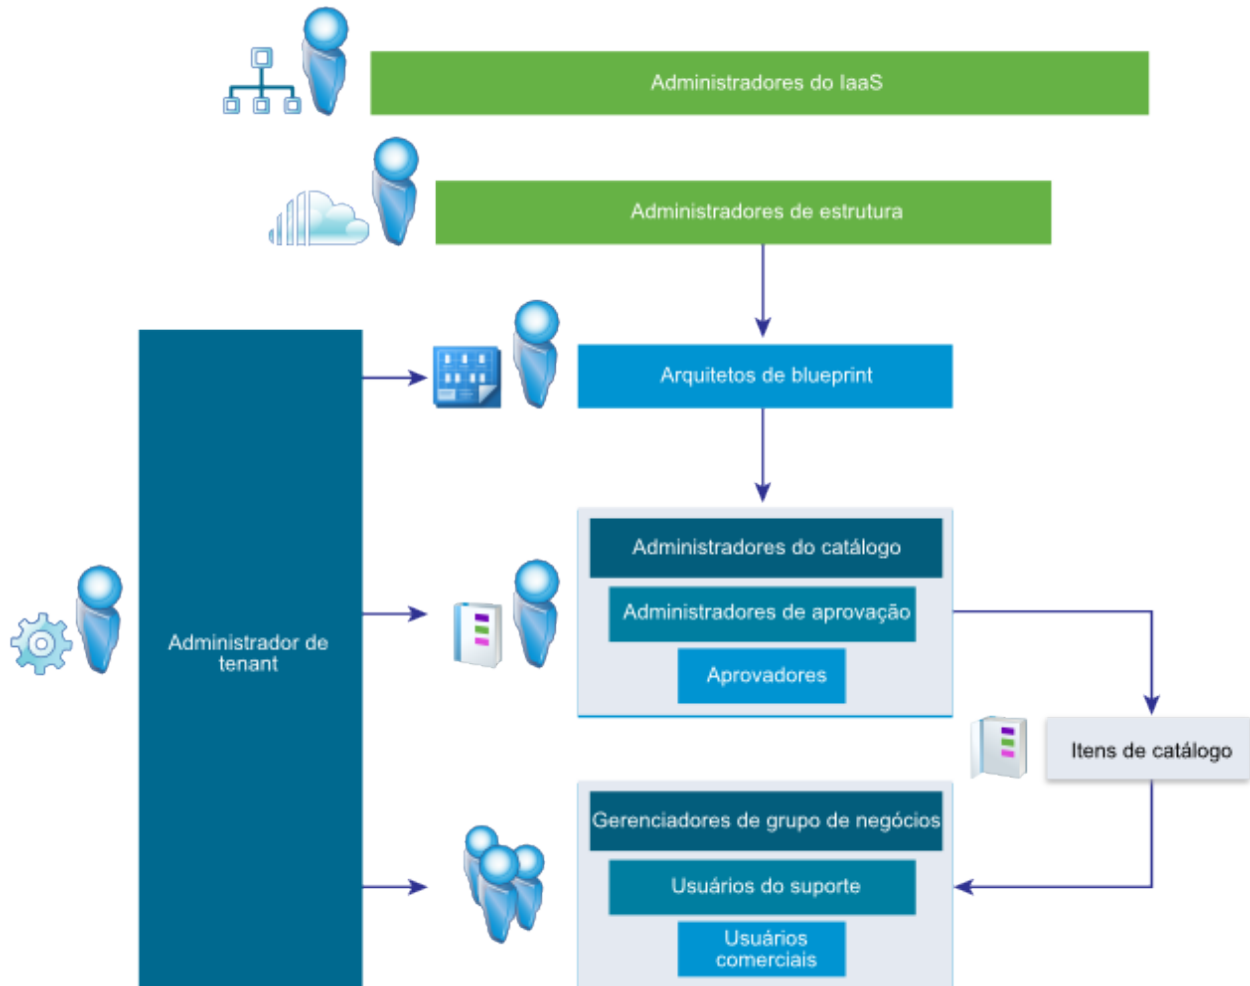 Administradores do IaaS
Administradores de estrutura
Arquitetos de blueprint
Administradores do catálogo
Administradores de aprovação
Aprovadores
Administrador de
tenant
Itens de catálogo
Gerenciadores de grupo de negócios
Usuários do suporte
Usuários
comerciais